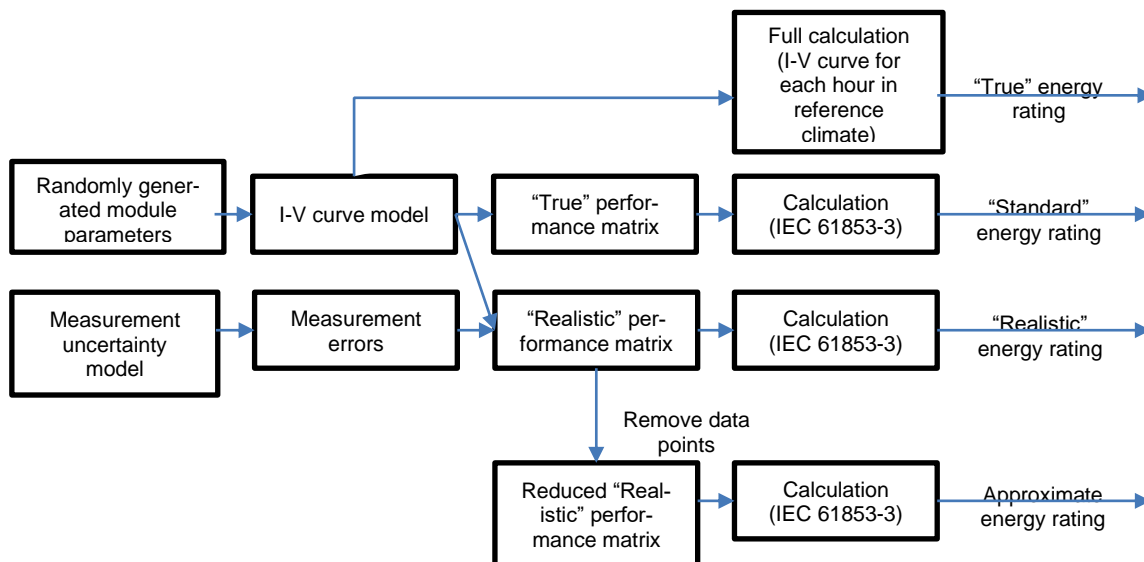 Full calculation
(I-V curve for
each hour in
reference
climate)
“True” energy
rating
Randomly gener-
ated module
parameters
I-V curve model
“True” perfor-
mance matrix
Calculation
(IEC 61853-3)
“Standard”
energy rating
Measurement
uncertainty
model
Measurement
errors
“Realistic” per-
formance matrix
Calculation
(IEC 61853-3)
“Realistic”
energy rating
Remove data
points
Reduced “Real-
istic” perfor-
mance matrix
Calculation
(IEC 61853-3)
Approximate
energy rating